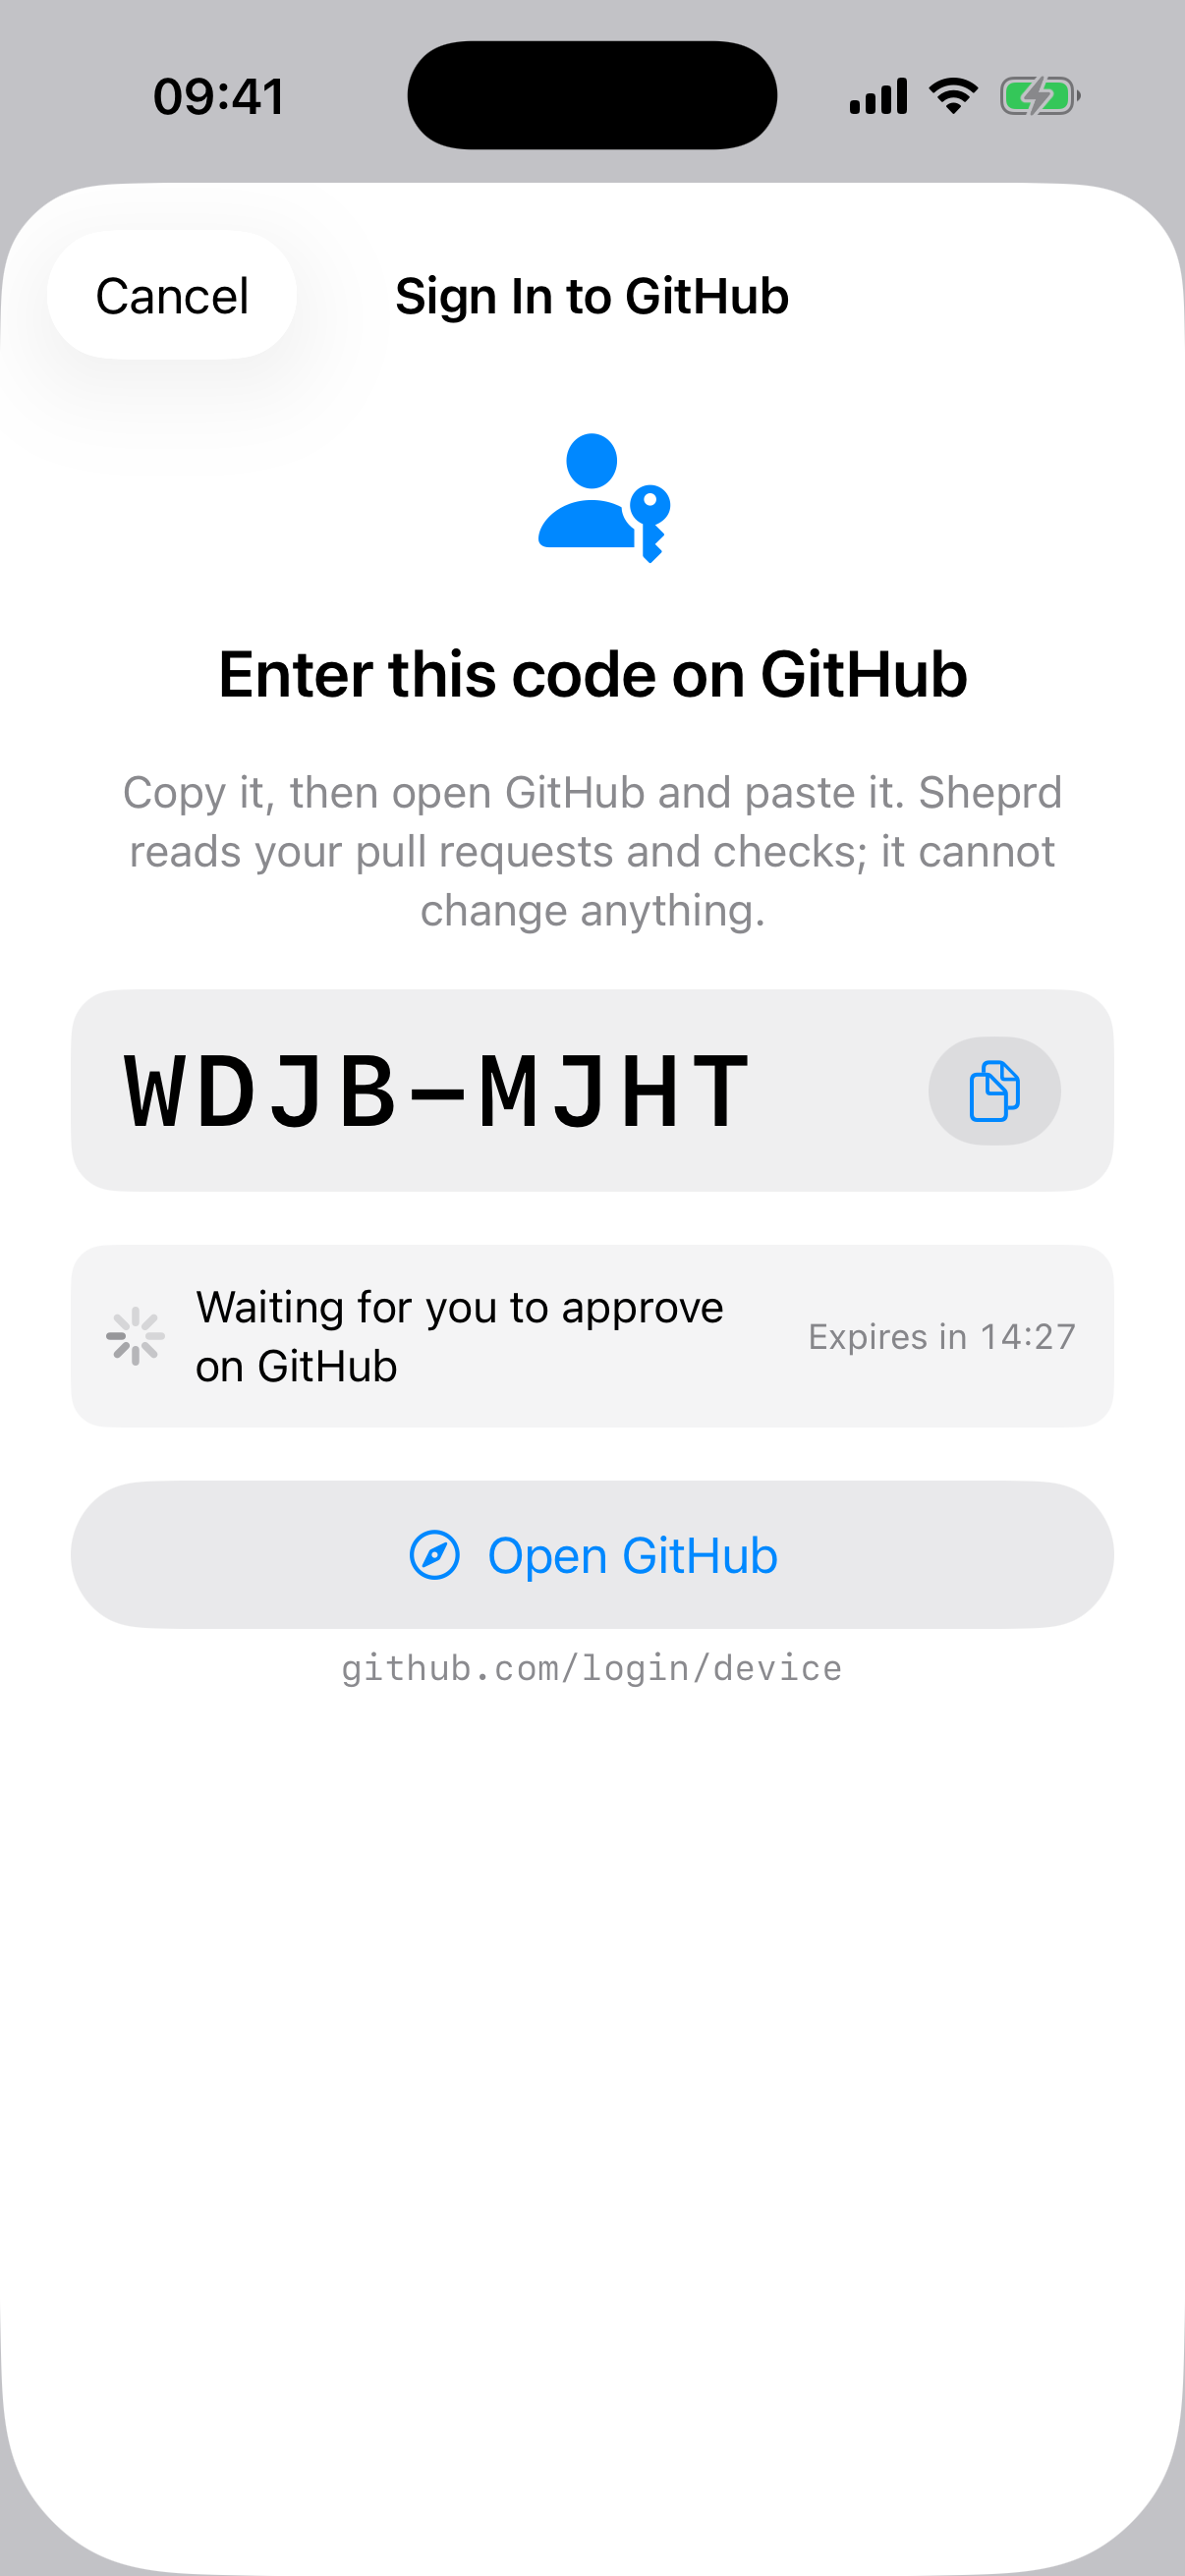 09:41
Cancel
Sign In to GitHub
Enter this code on GitHub
Copy it, then open GitHub and paste it. Sheprd
reads your pull requests and checks; it cannot
change anything.
WDJB-MJHT
Waiting for you to approve
on GitHub
Expires in 14:27
Open GitHub
github.com/login/device